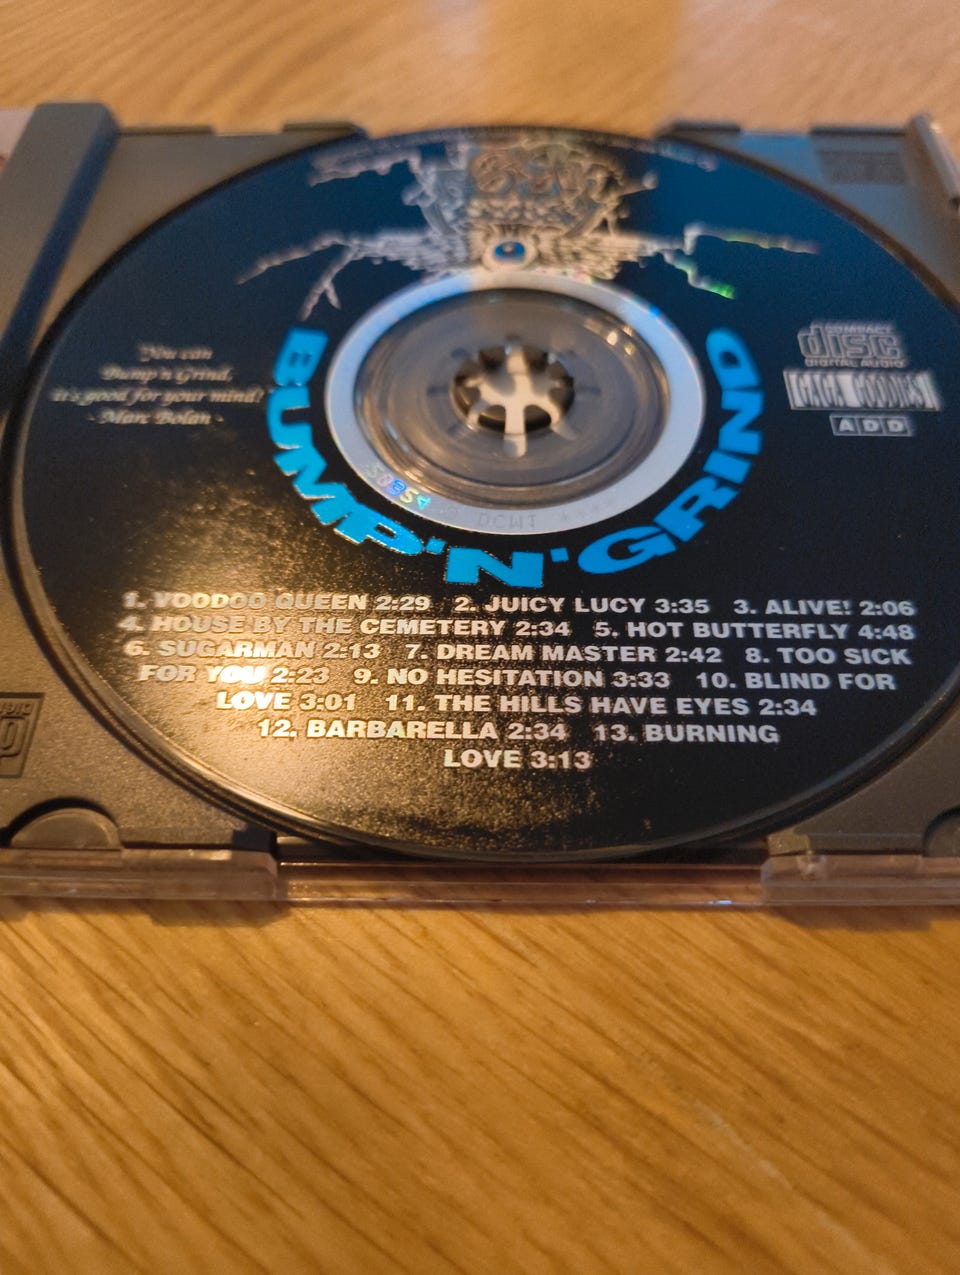 BUMP'N'GRIND
You can
Bump'n'Grind,
it's good for your mind!
- Marc Bolan -
COMPACT
disc
DIGITAL AUDIO
GAGA GOODIES
ADD
1. VOODOO QUEEN 2:29 2. JUICY LUCY 3:35 3. ALIVE! 2:06
4. HOUSE BY THE CEMETERY 2:34 5. HOT BUTTERFLY 4:48
6. SUGARMAN 2:13 7. DREAM MASTER 2:42 8. TOO SICK
FOR YOU 2:23 9. NO HESITATION 3:33 10. BLIND FOR
LOVE 3:01 11. THE HILLS HAVE EYES 2:34
12. BARBARELLA 2:34 13. BURNING
LOVE 3:13